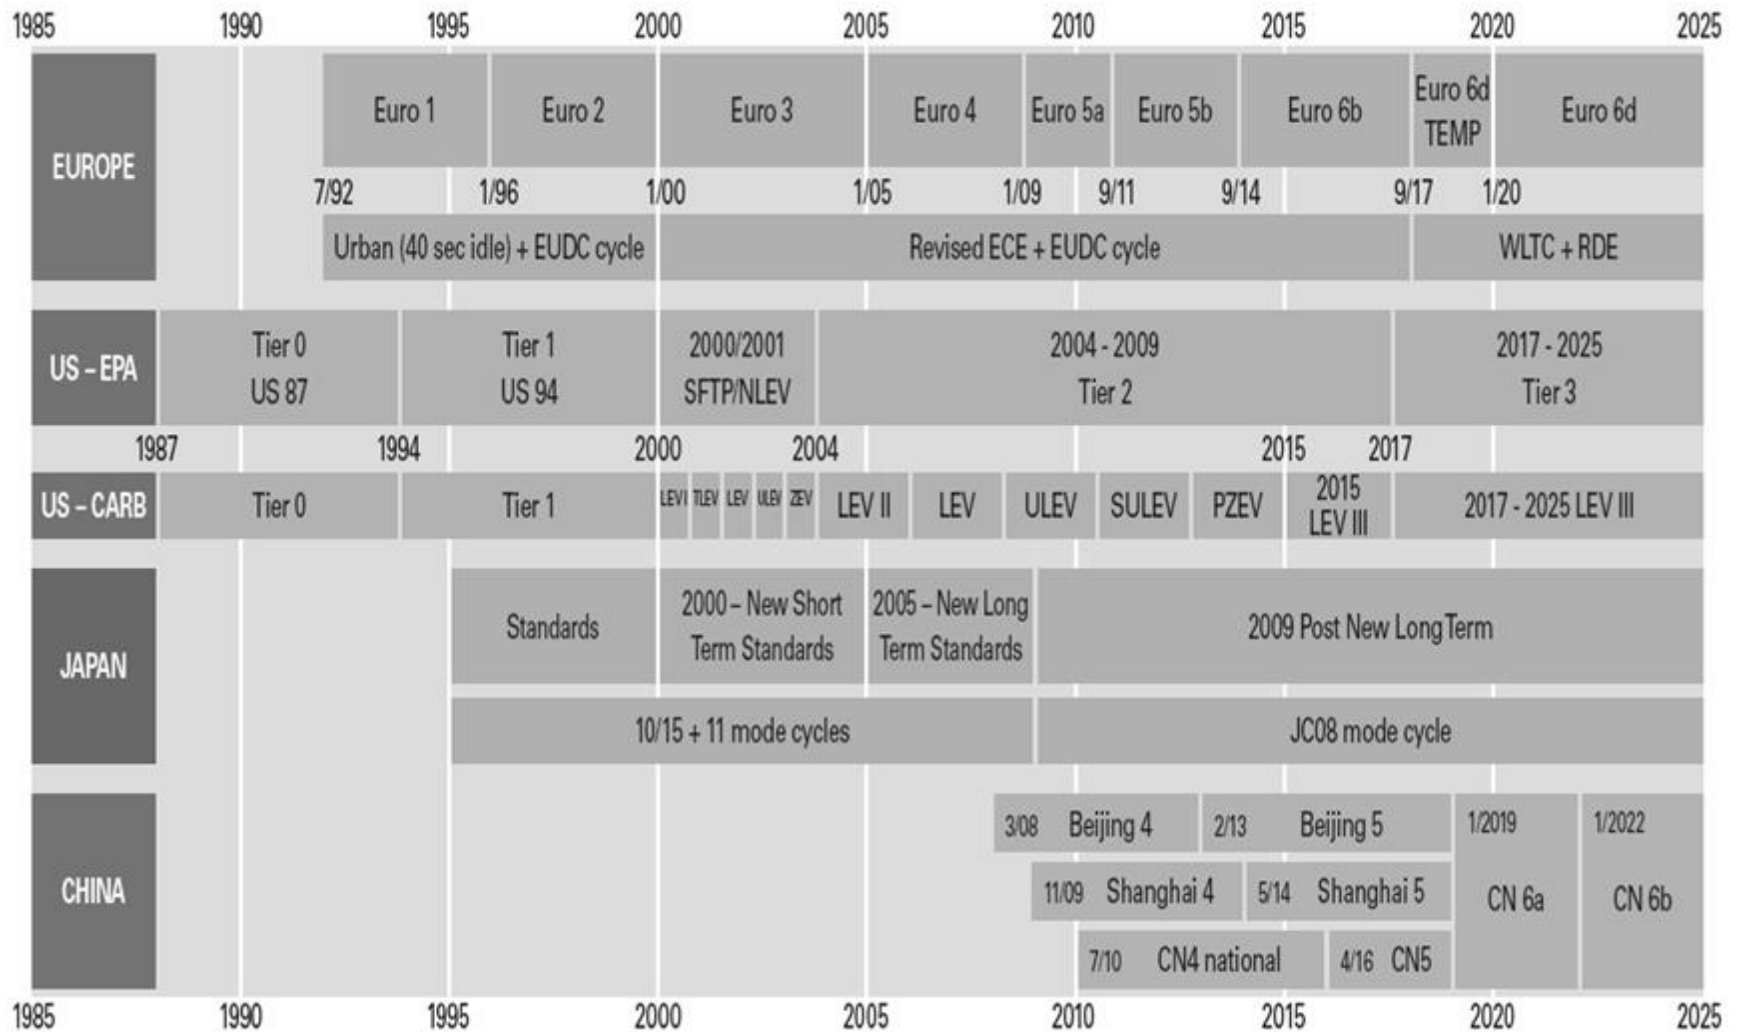 1985 1990 1995 2000 2005 2010 2015 2020 2025
EUROPE
Euro 1
Euro 2
Euro 3
Euro 4
Euro 5a
Euro 5b
Euro 6b
Euro 6d
TEMP
Euro 6d
7/92 1/96 1/00 1/05 1/09 9/11 9/14 9/17 1/20
Urban (40 sec idle) + EUDC cycle
Revised ECE + EUDC cycle
WLTC + RDE
US – EPA
Tier 0
US 87
Tier 1
US 94
2000/2001
SFTP/NLEV
2004 - 2009
Tier 2
2017 - 2025
Tier 3
1987 1994 2000 2004 2015 2017
US – CARB
Tier 0
Tier 1
LEV I
TLEV
LEV
ULEV
ZEV
LEV II
LEV
ULEV
SULEV
PZEV
2015
LEV III
2017 - 2025 LEV III
JAPAN
Standards
2000 – New Short
Term Standards
2005 – New Long
Term Standards
2009 Post New Long Term
10/15 + 11 mode cycles
JC08 mode cycle
CHINA
3/08 Beijing 4
2/13 Beijing 5
1/2019
CN 6a
1/2022
CN 6b
11/09 Shanghai 4
5/14 Shanghai 5
7/10 CN4 national
4/16 CN5
1985 1990 1995 2000 2005 2010 2015 2020 2025